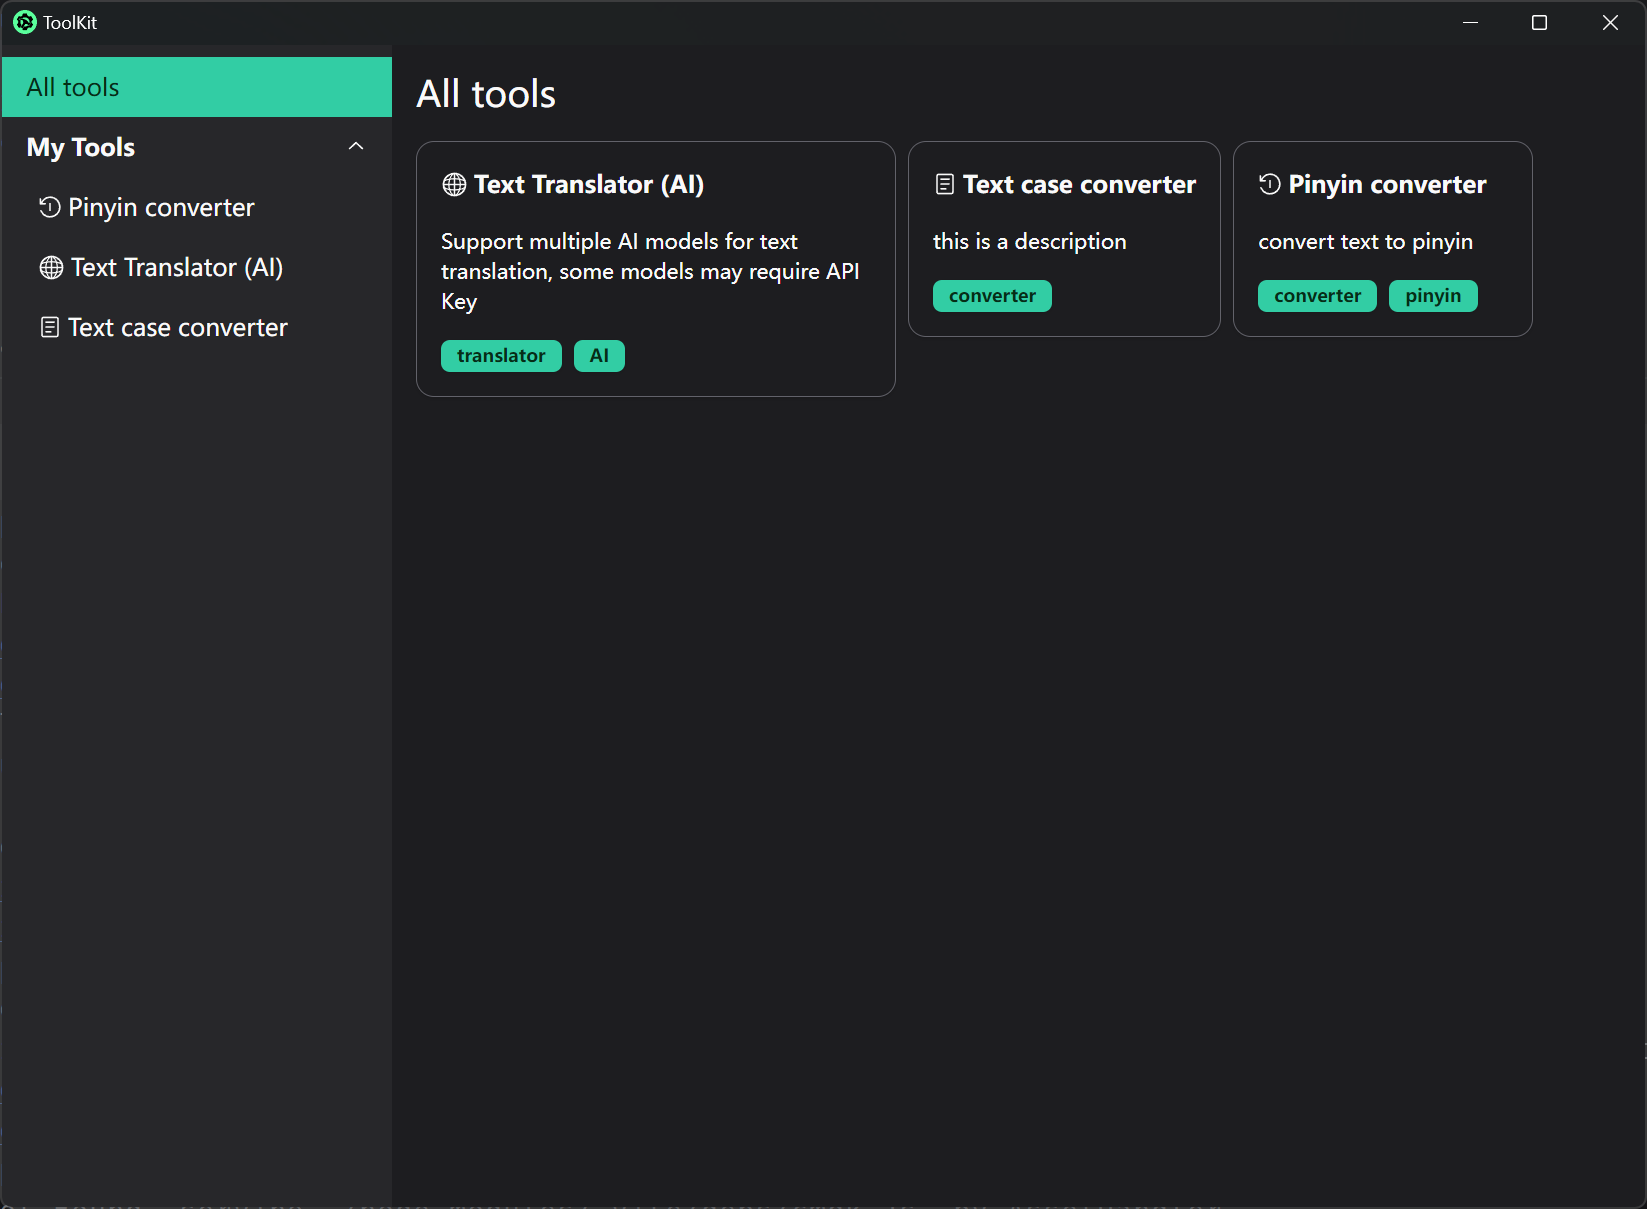 ToolKit
All tools
My Tools
Pinyin converter
Text Translator (AI)
Text case converter
All tools
Text Translator (AI)
Support multiple AI models for text
translation, some models may require API
Key
translator AI
Text case converter
this is a description
converter
Pinyin converter
convert text to pinyin
converter pinyin